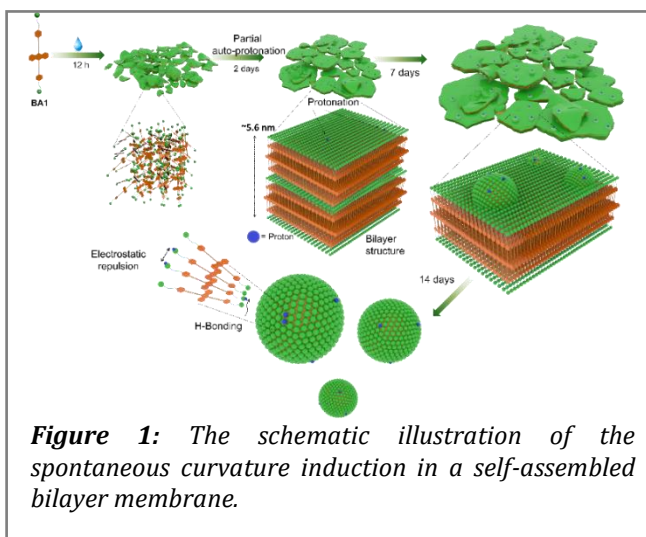 Partial
auto-protonation
12 h
2 days
7 days
BA1
Protonation
~5.6 nm
= Proton
Bilayer
structure
Electrostatic
repulsion
H-Bonding
14 days
Figure 1: The schematic illustration of the
spontaneous curvature induction in a self-assembled
bilayer membrane.